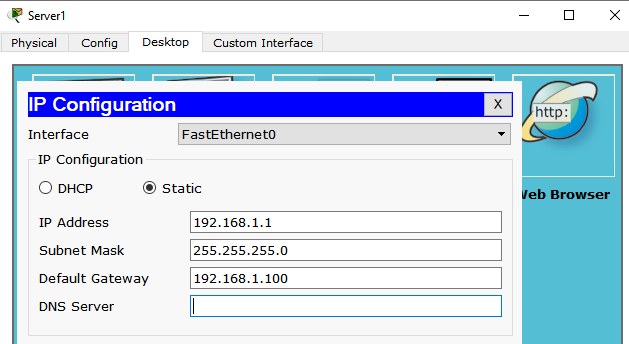 Server1
Physical Config Desktop Custom Interface
IP Configuration X
http:
Interface FastEthernet0
IP Configuration
DHCP Static
Web Browser
IP Address 192.168.1.1
Subnet Mask 255.255.255.0
Default Gateway 192.168.1.100
DNS Server